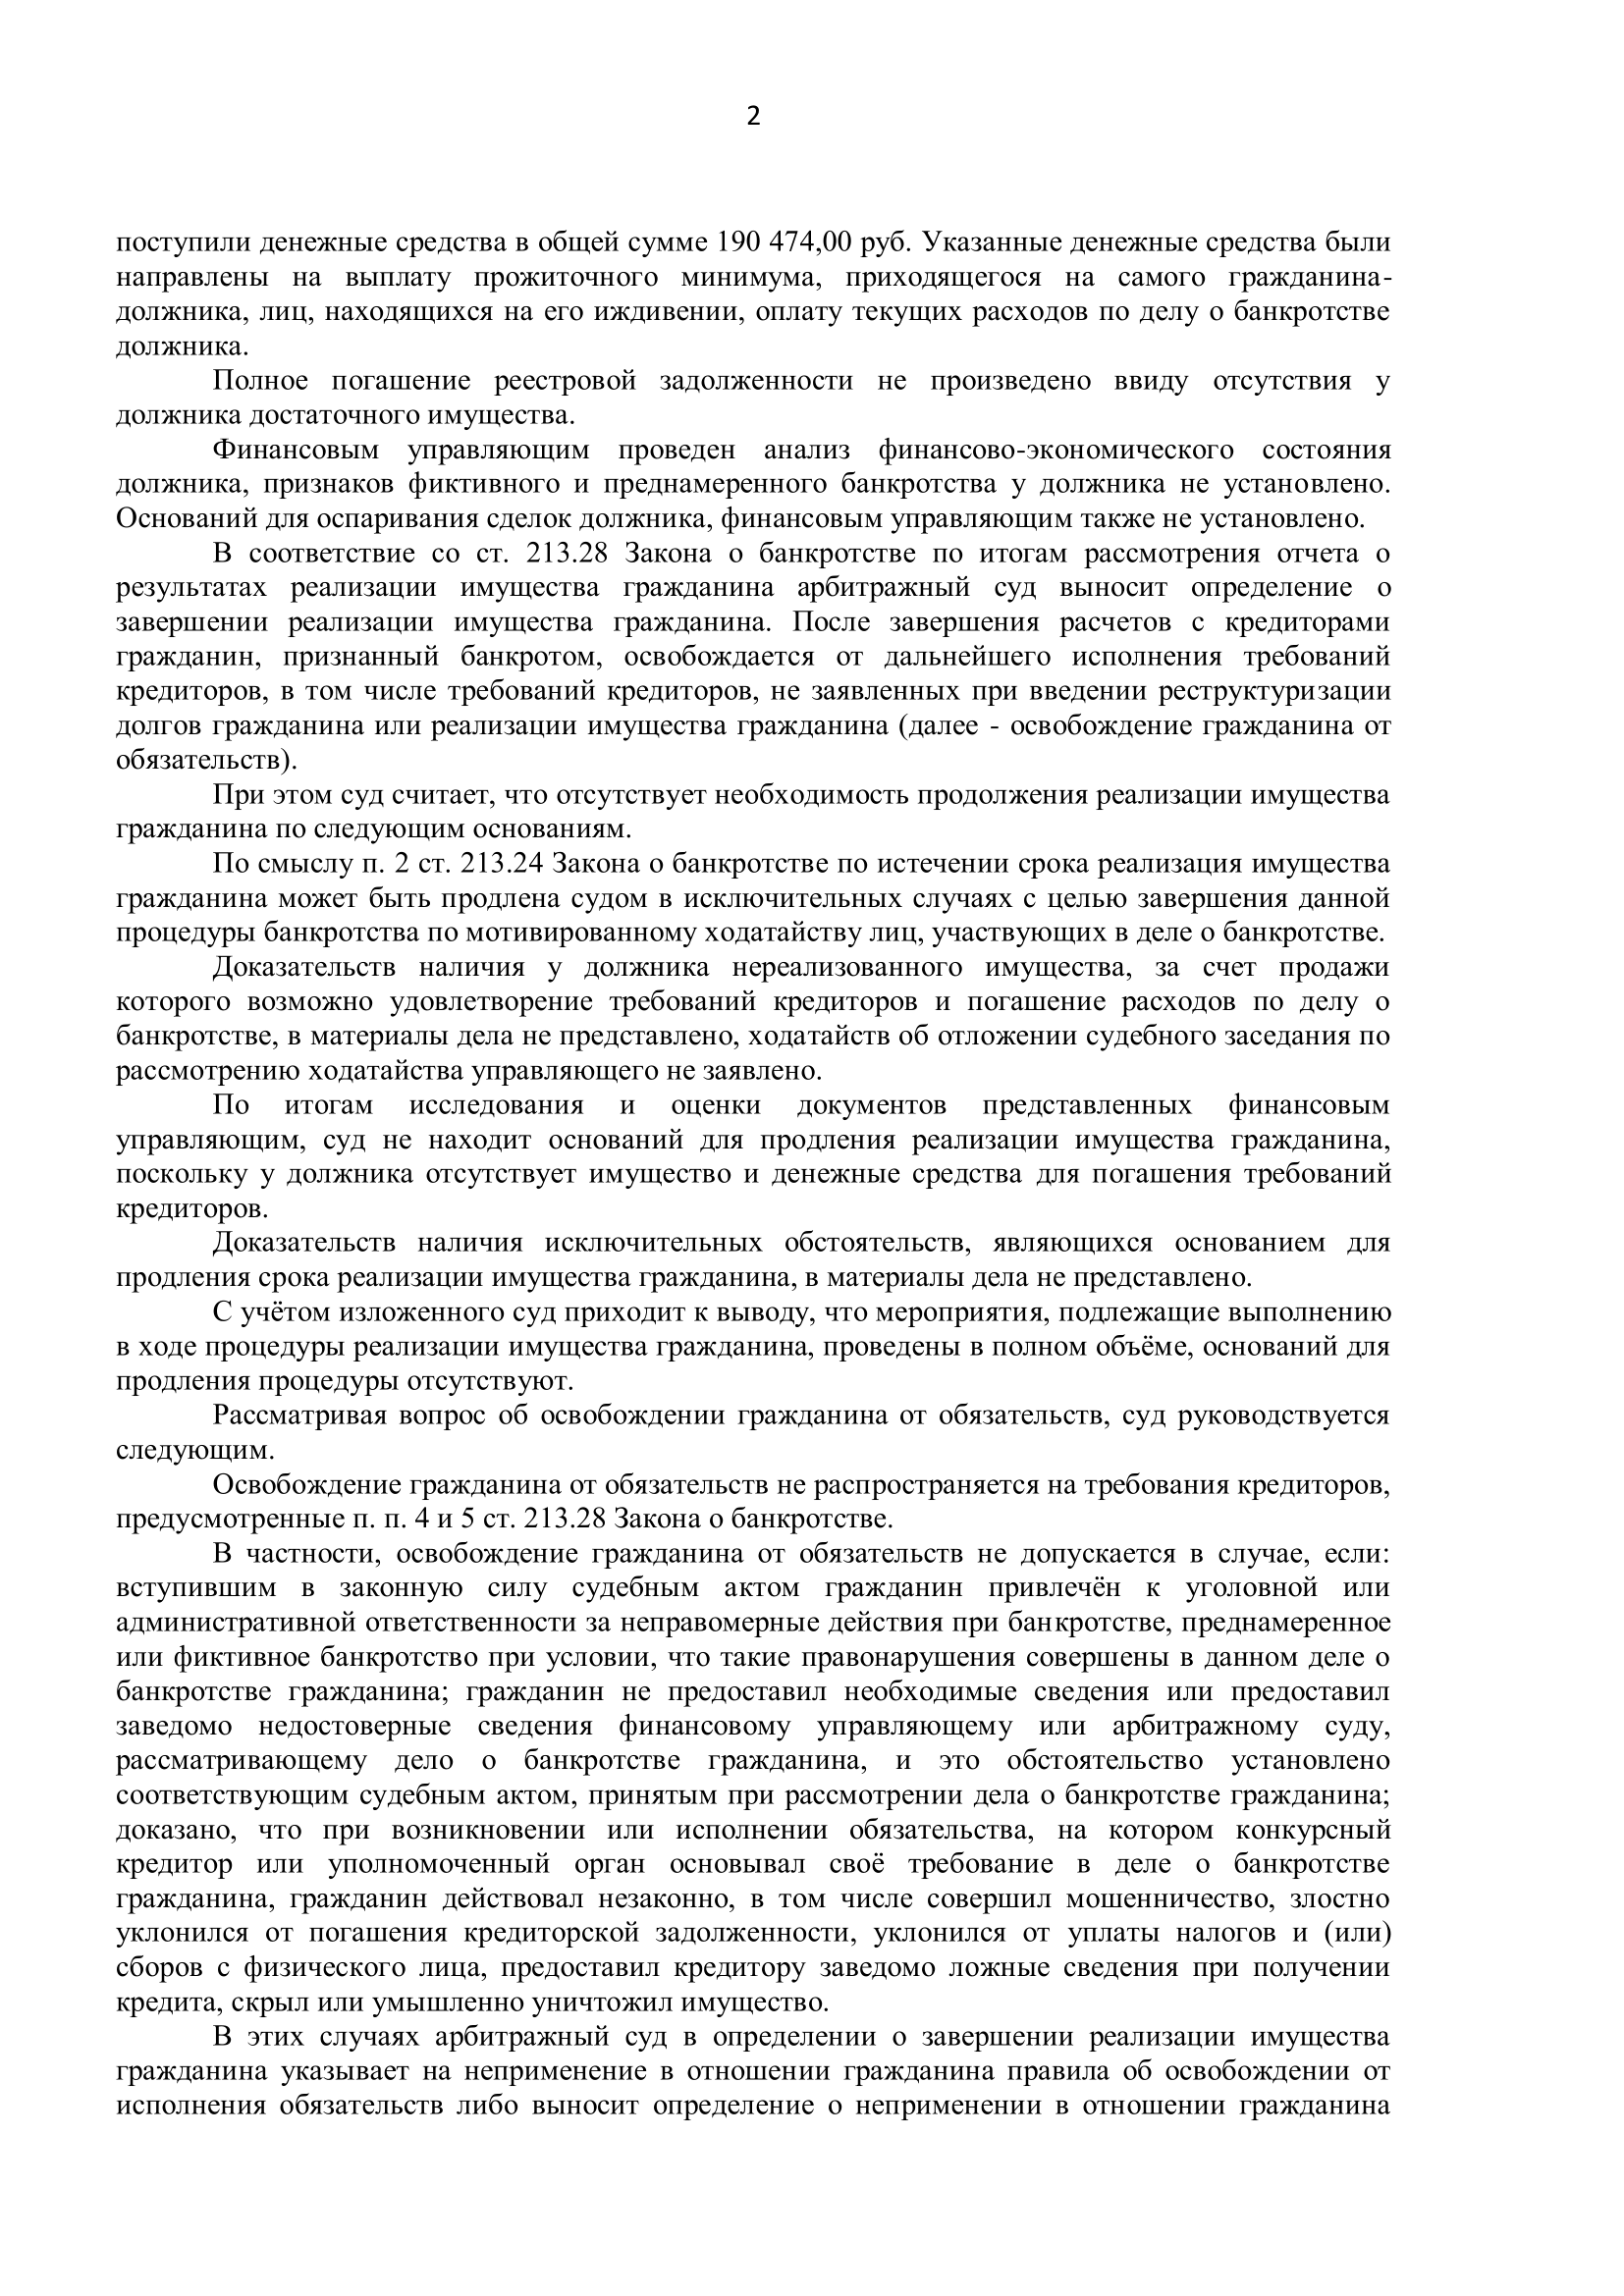 2
поступили денежные средства в общей сумме 190 474,00 руб. Указанные денежные средства были
направлены на выплату прожиточного минимума, приходящегося на самого гражданина-
должника, лиц, находящихся на его иждивении, оплату текущих расходов по делу о банкротстве
должника.
Полное погашение реестровой задолженности не произведено ввиду отсутствия у
должника достаточного имущества.
Финансовым управляющим проведен анализ финансово-экономического состояния
должника, признаков фиктивного и преднамеренного банкротства у должника не установлено.
Оснований для оспаривания сделок должника, финансовым управляющим также не установлено.
В соответствие со ст. 213.28 Закона о банкротстве по итогам рассмотрения отчета о
результатах реализации имущества гражданина арбитражный суд выносит определение о
завершении реализации имущества гражданина. После завершения расчетов с кредиторами
гражданин, признанный банкротом, освобождается от дальнейшего исполнения требований
кредиторов, в том числе требований кредиторов, не заявленных при введении реструктуризации
долгов гражданина или реализации имущества гражданина (далее - освобождение гражданина от
обязательств).
При этом суд считает, что отсутствует необходимость продолжения реализации имущества
гражданина по следующим основаниям.
По смыслу п. 2 ст. 213.24 Закона о банкротстве по истечении срока реализация имущества
гражданина может быть продлена судом в исключительных случаях с целью завершения данной
процедуры банкротства по мотивированному ходатайству лиц, участвующих в деле о банкротстве.
Доказательств наличия у должника нереализованного имущества, за счет продажи
которого возможно удовлетворение требований кредиторов и погашение расходов по делу о
банкротстве, в материалы дела не представлено, ходатайств об отложении судебного заседания по
рассмотрению ходатайства управляющего не заявлено.
По итогам исследования и оценки документов представленных финансовым
управляющим, суд не находит оснований для продления реализации имущества гражданина,
поскольку у должника отсутствует имущество и денежные средства для погашения требований
кредиторов.
Доказательств наличия исключительных обстоятельств, являющихся основанием для
продления срока реализации имущества гражданина, в материалы дела не представлено.
С учётом изложенного суд приходит к выводу, что мероприятия, подлежащие выполнению
в ходе процедуры реализации имущества гражданина, проведены в полном объёме, оснований для
продления процедуры отсутствуют.
Рассматривая вопрос об освобождении гражданина от обязательств, суд руководствуется
следующим.
Освобождение гражданина от обязательств не распространяется на требования кредиторов,
предусмотренные п. п. 4 и 5 ст. 213.28 Закона о банкротстве.
В частности, освобождение гражданина от обязательств не допускается в случае, если:
вступившим в законную силу судебным актом гражданин привлечён к уголовной или
административной ответственности за неправомерные действия при банкротстве, преднамеренное
или фиктивное банкротство при условии, что такие правонарушения совершены в данном деле о
банкротстве гражданина; гражданин не предоставил необходимые сведения или предоставил
заведомо недостоверные сведения финансовому управляющему или арбитражному суду,
рассматривающему дело о банкротстве гражданина, и это обстоятельство установлено
соответствующим судебным актом, принятым при рассмотрении дела о банкротстве гражданина;
доказано, что при возникновении или исполнении обязательства, на котором конкурсный
кредитор или уполномоченный орган основывал своё требование в деле о банкротстве
гражданина, гражданин действовал незаконно, в том числе совершил мошенничество, злостно
уклонился от погашения кредиторской задолженности, уклонился от уплаты налогов и (или)
сборов с физического лица, предоставил кредитору заведомо ложные сведения при получении
кредита, скрыл или умышленно уничтожил имущество.
В этих случаях арбитражный суд в определении о завершении реализации имущества
гражданина указывает на неприменение в отношении гражданина правила об освобождении от
исполнения обязательств либо выносит определение о неприменении в отношении гражданина